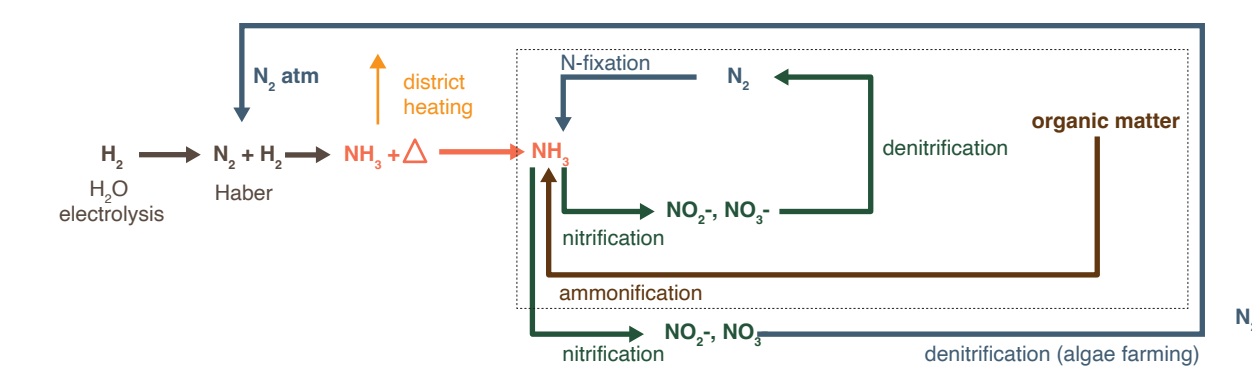 N₂ atm
district
heating
N-fixation
N₂
organic matter
H₂
N₂ + H₂
NH₃ + △
NH₃
denitrification
H₂O
electrolysis
Haber
NO₂-, NO₃-
nitrification
ammonification
NO₂-, NO₃
nitrification
denitrification (algae farming)
N₂